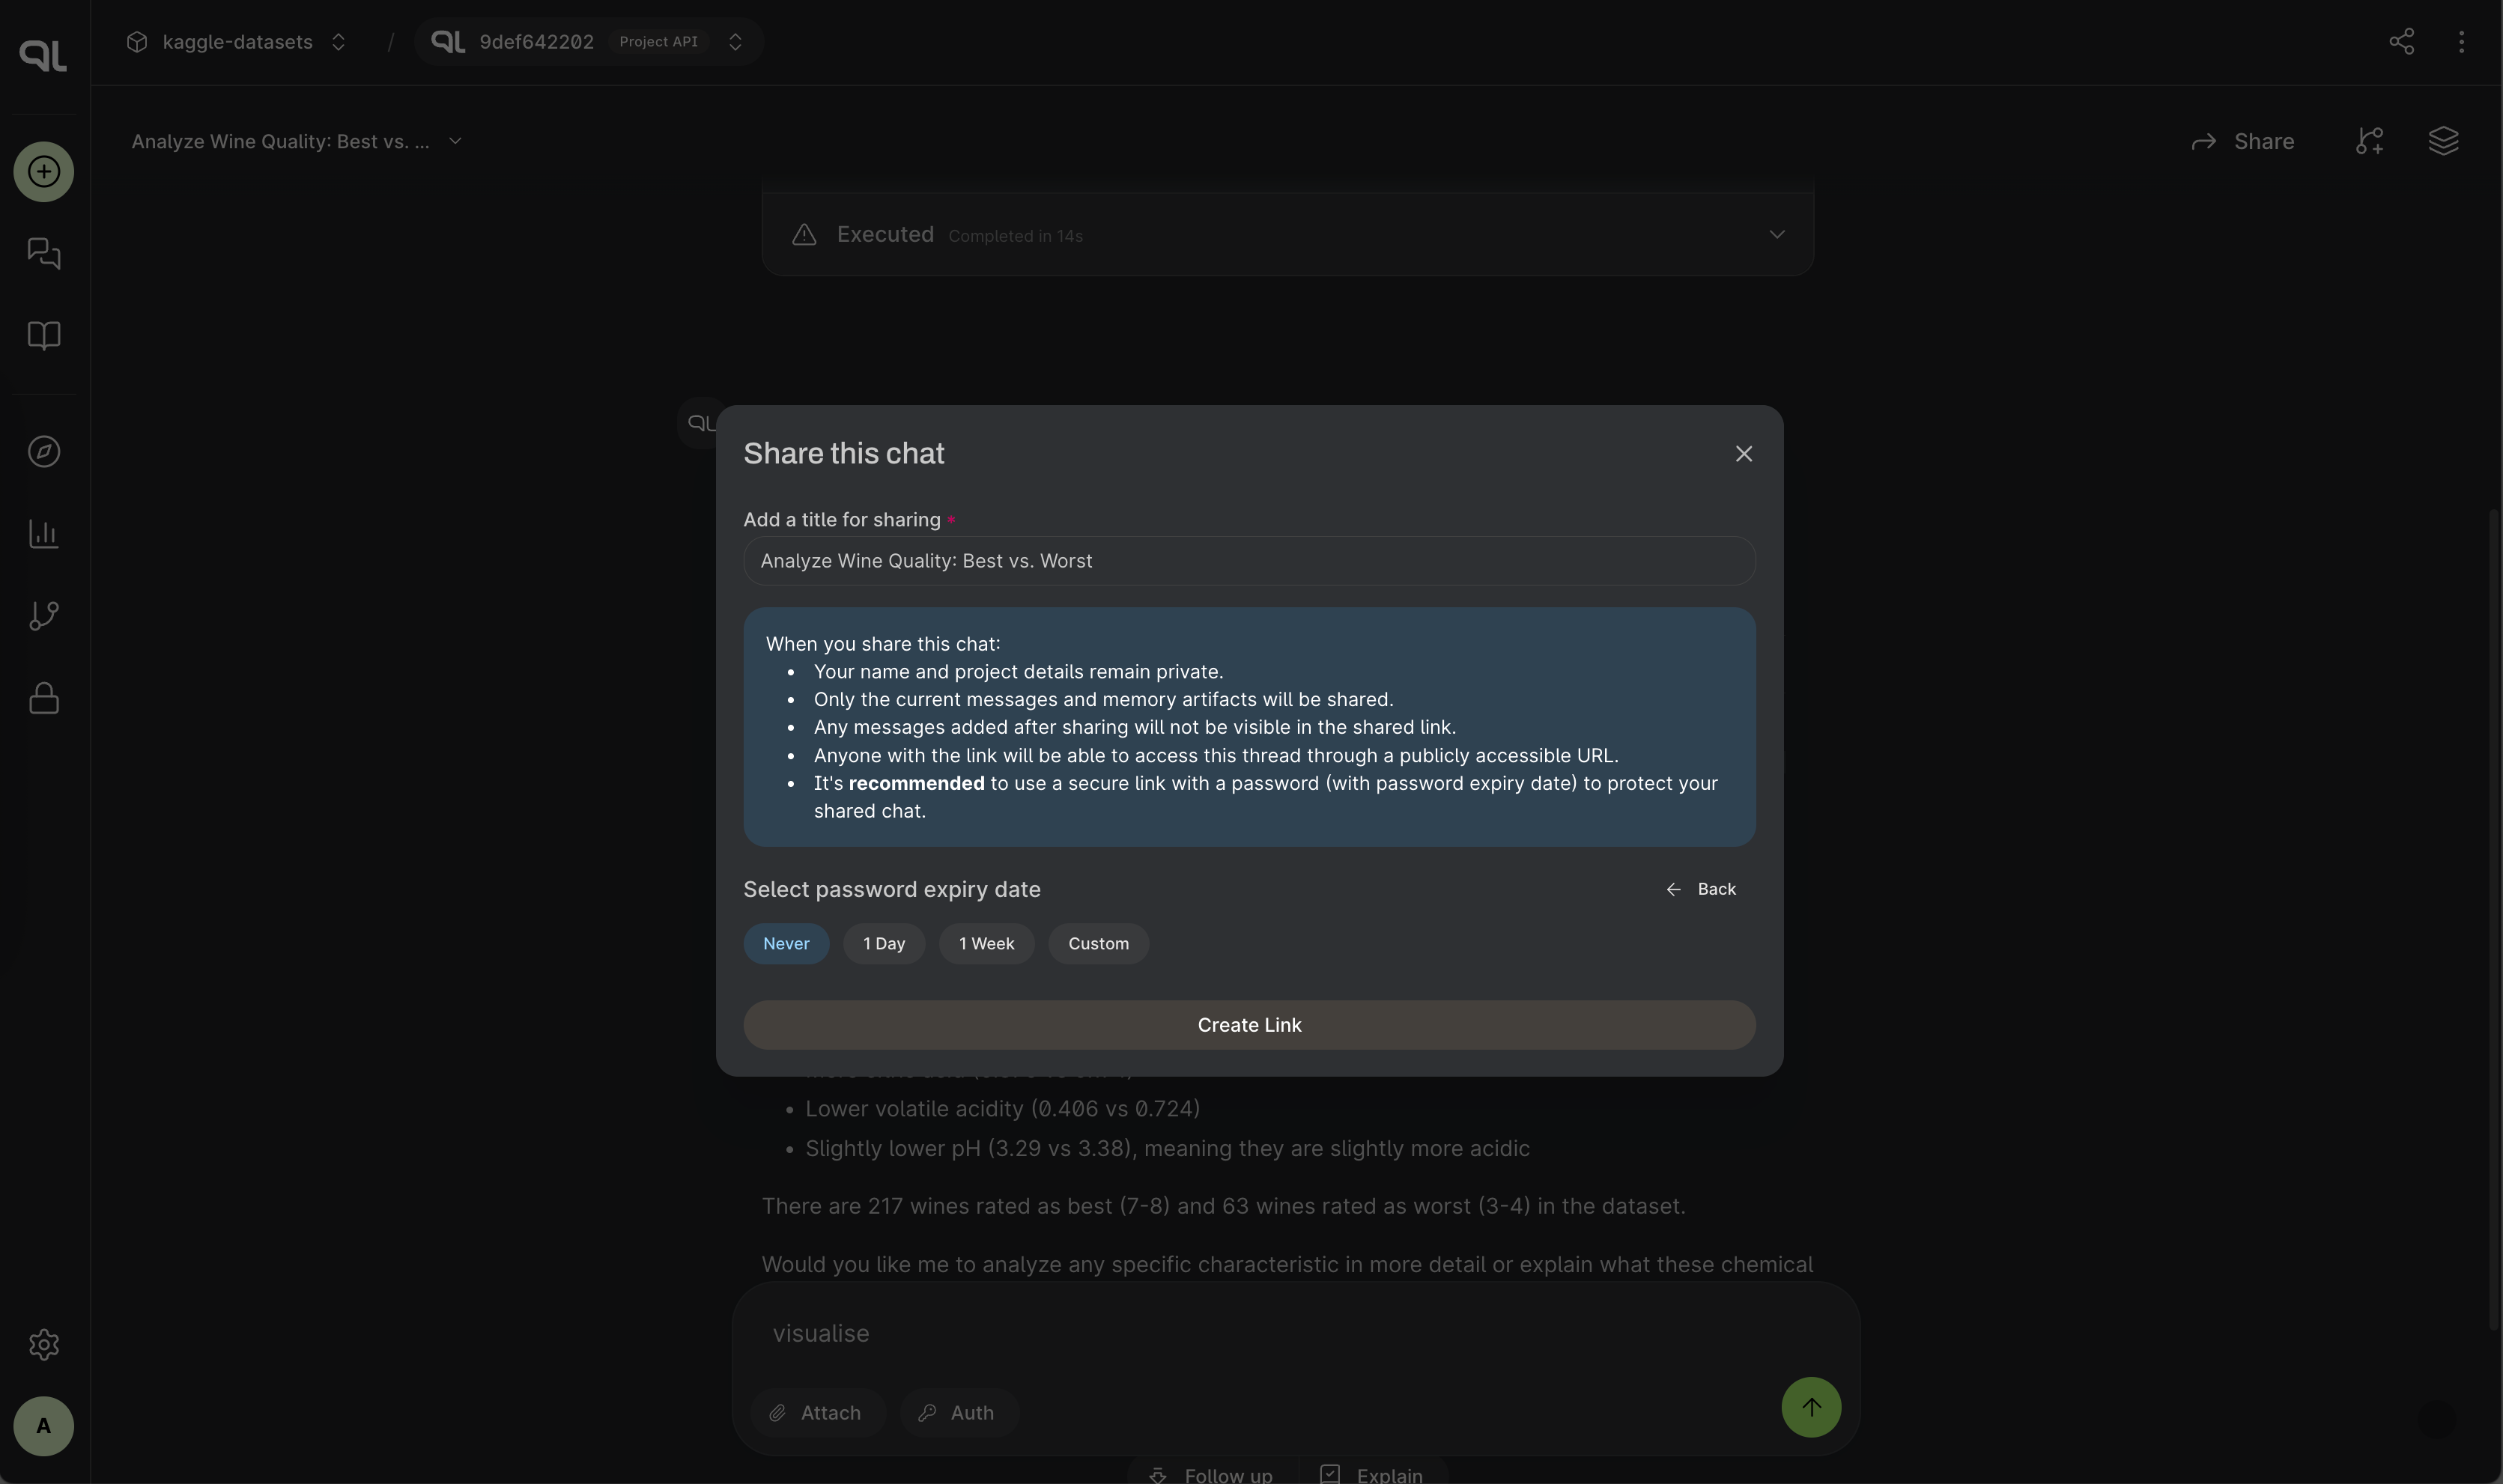 kaggle-datasets / 9def642202 Project API
Analyze Wine Quality: Best vs. ...
Share
Executed Completed in 14s
Share this chat
Add a title for sharing *
Analyze Wine Quality: Best vs. Worst
When you share this chat:
• Your name and project details remain private.
• Only the current messages and memory artifacts will be shared.
• Any messages added after sharing will not be visible in the shared link.
• Anyone with the link will be able to access this thread through a publicly accessible URL.
• It's recommended to use a secure link with a password (with password expiry date) to protect your
shared chat.
Select password expiry date
Back
Never 1 Day 1 Week Custom
Create Link
• Lower volatile acidity (0.406 vs 0.724)
• Slightly lower pH (3.29 vs 3.38), meaning they are slightly more acidic
There are 217 wines rated as best (7-8) and 63 wines rated as worst (3-4) in the dataset.
Would you like me to analyze any specific characteristic in more detail or explain what these chemical
visualise
Attach Auth
A
Follow up Explain